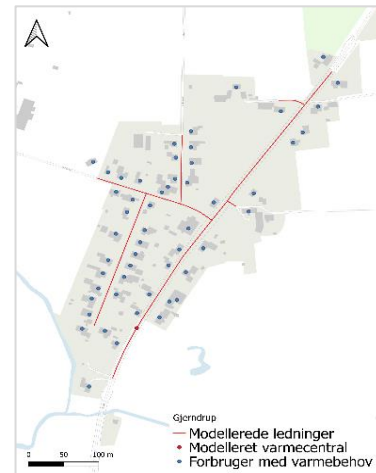 Gjerndrup
Modellerede ledninger
Modelleret varmecentral
Forbruger med varmebehov
0 50 100 m